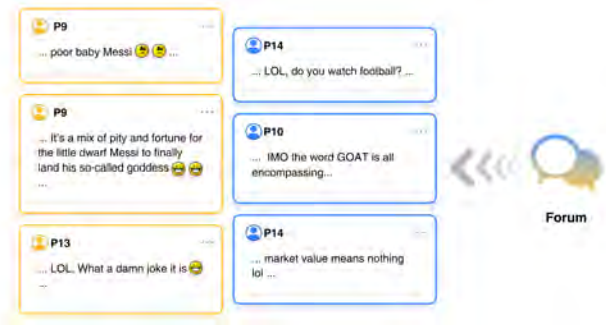 P9
... poor baby Messi ...
P9
... It's a mix of pity and fortune for
the little dwarf Messi to finally
land his so-called goddess
...
P13
... LOL, What a damn joke it is
...
P14
... LOL, do you watch football? ...
P10
... IMO the word GOAT is all
encompassing...
P14
... market value means nothing
lol ...
Forum